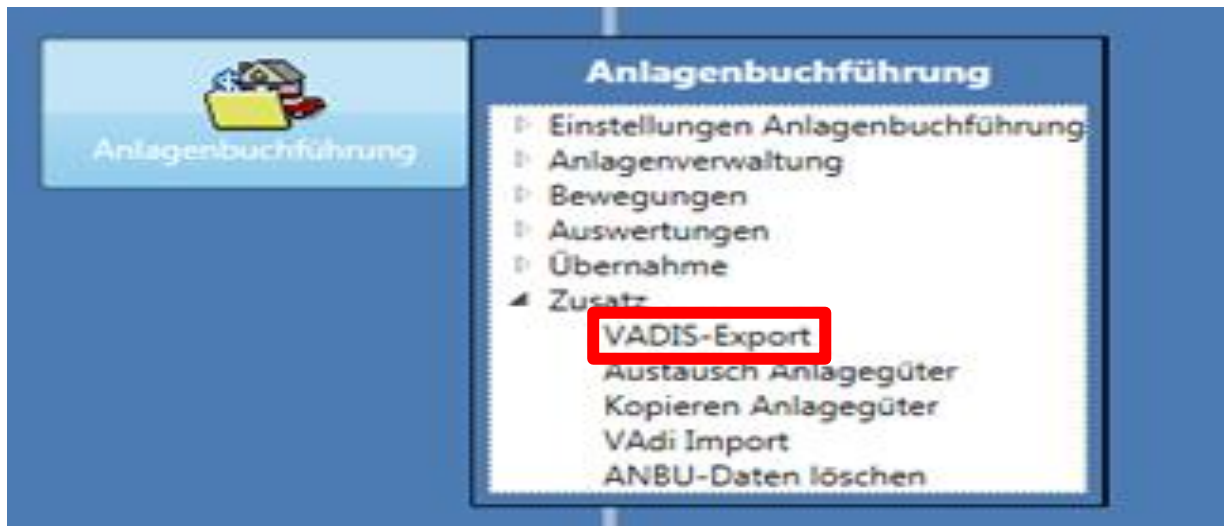 Anlagenbuchführung
Anlagenbuchführung
Einstellungen Anlagenbuchführung
Anlagenverwaltung
Bewegungen
Auswertungen
Übernahme
Zusatz
VADIS-Export
Austausch Anlagegüter
Kopieren Anlagegüter
VAdi Import
ANBU-Daten löschen